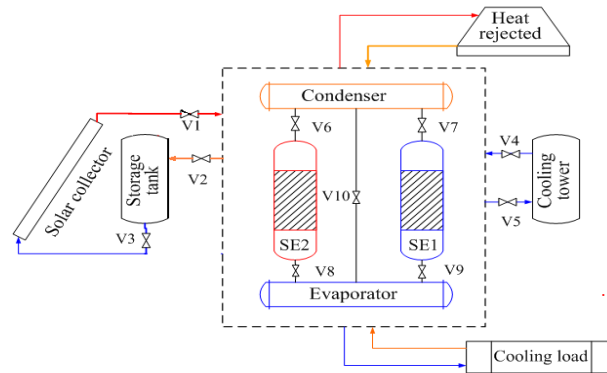 Heat
rejected
Condenser
V1
V6
V7
V4
Solar collector
Storage
tank
V2
V10
Cooling
tower
V5
V3
SE2
SE1
V8
V9
Evaporator
Cooling load